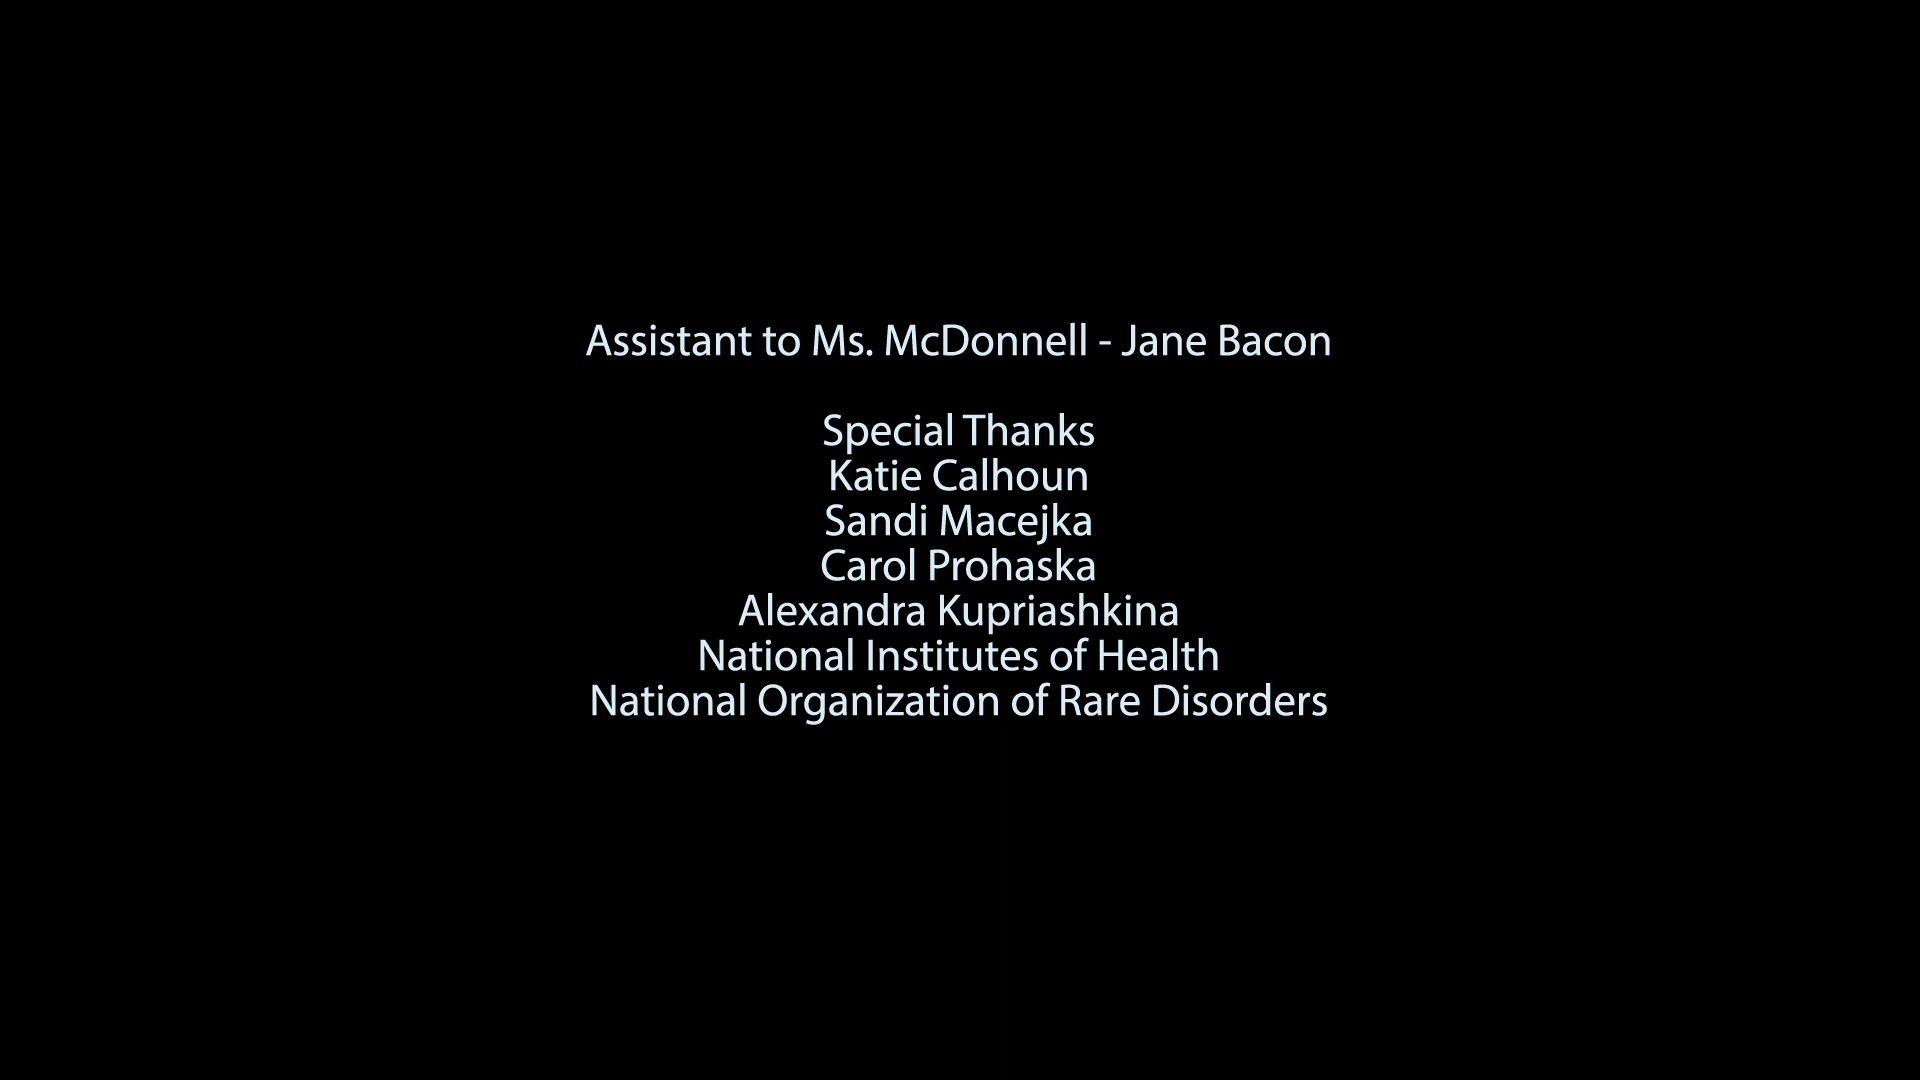 Assistant to Ms. McDonnell - Jane Bacon
Special Thanks
Katie Calhoun
Sandi Macejka
Carol Prohaska
Alexandra Kupriashkina
National Institutes of Health
National Organization of Rare Disorders